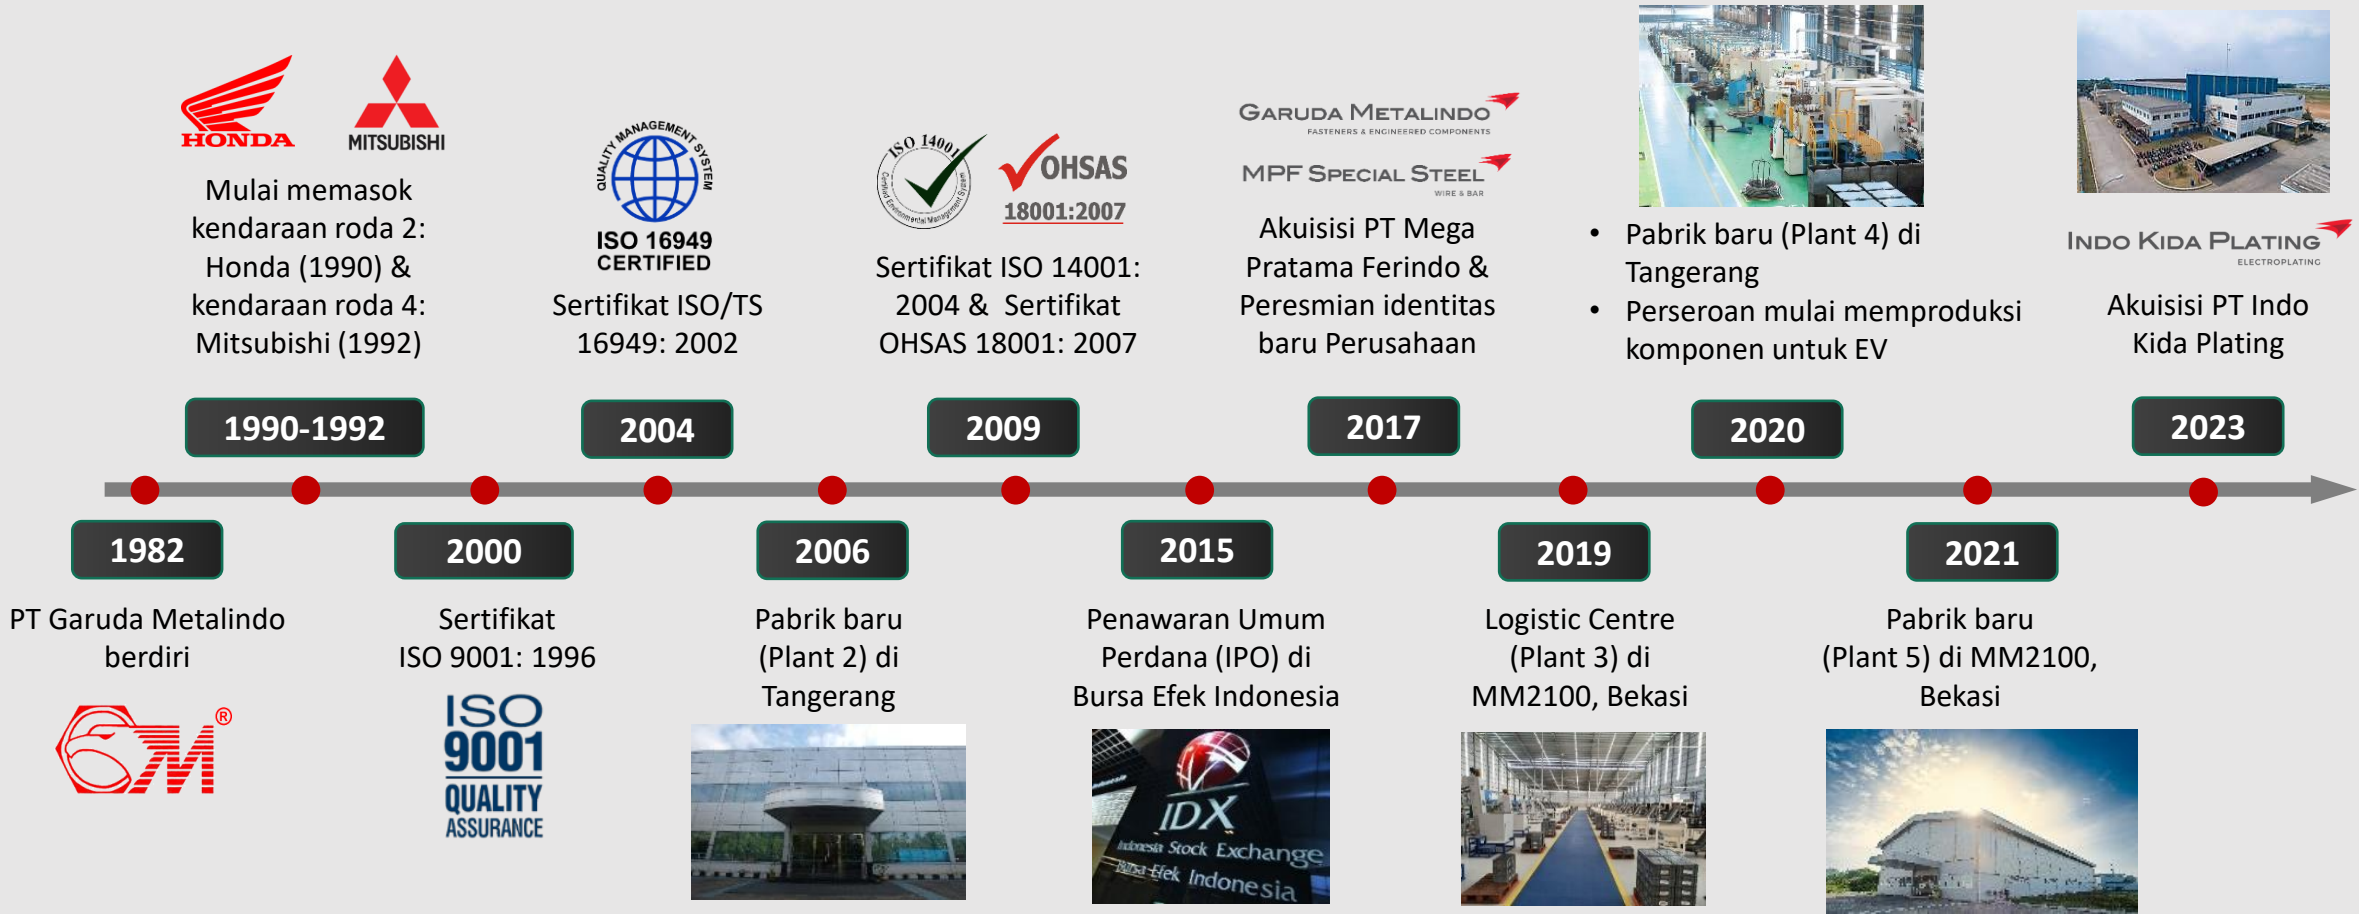 HONDA
MITSUBISHI
Mulai memasok
kendaraan roda 2:
Honda (1990) &
kendaraan roda 4:
Mitsubishi (1992)
QUALITY MANAGEMENT SYSTEM
ISO 16949
CERTIFIED
Sertifikat ISO/TS
16949: 2002
ISO 14001
Certified Environmental Management System
OHSAS
18001:2007
Sertifikat ISO 14001:
2004 & Sertifikat
OHSAS 18001: 2007
GARUDA METALINDO
FASTENERS & ENGINEERED COMPONENTS
MPF SPECIAL STEEL
WIRE & BAR
Akuisisi PT Mega
Pratama Ferindo &
Peresmian identitas
baru Perusahaan
• Pabrik baru (Plant 4) di
Tangerang
• Perseroan mulai memproduksi
komponen untuk EV
INDO KIDA PLATING
ELECTROPLATING
Akuisisi PT Indo
Kida Plating
1990-1992
2004
2009
2017
2020
2023
1982
2000
2006
2015
2019
2021
PT Garuda Metalindo
berdiri
GM®
Sertifikat
ISO 9001: 1996
ISO
9001
QUALITY
ASSURANCE
Pabrik baru
(Plant 2) di
Tangerang
Penawaran Umum
Perdana (IPO) di
Bursa Efek Indonesia
IDX
Indonesia Stock Exchange
Bursa Efek Indonesia
Logistic Centre
(Plant 3) di
MM2100, Bekasi
Pabrik baru
(Plant 5) di MM2100,
Bekasi